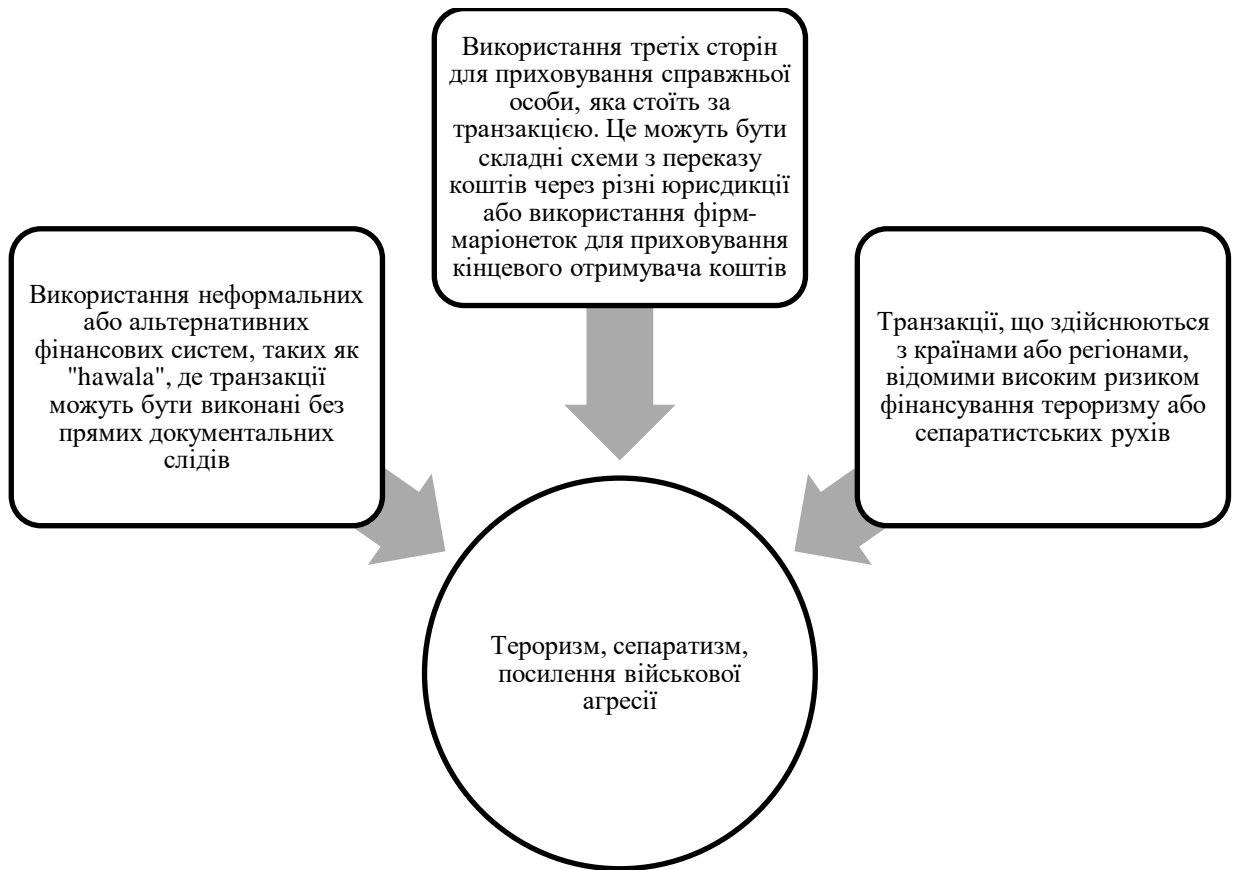 Використання третіх сторін
для приховування справжньої
особи, яка стоїть за
транзакцією. Це можуть бути
складні схеми з переказу
коштів через різні юрисдикції
або використання фірм-
маріонеток для приховування
кінцевого отримувача коштів
Використання неформальних
або альтернативних
фінансових систем, таких як
"hawala", де транзакції
можуть бути виконані без
прямих документальних
слідів
Транзакції, що здійснюються
з країнами або регіонами,
відомими високим ризиком
фінансування тероризму або
сепаратистських рухів
Тероризм, сепаратизм,
посилення військової
агресії